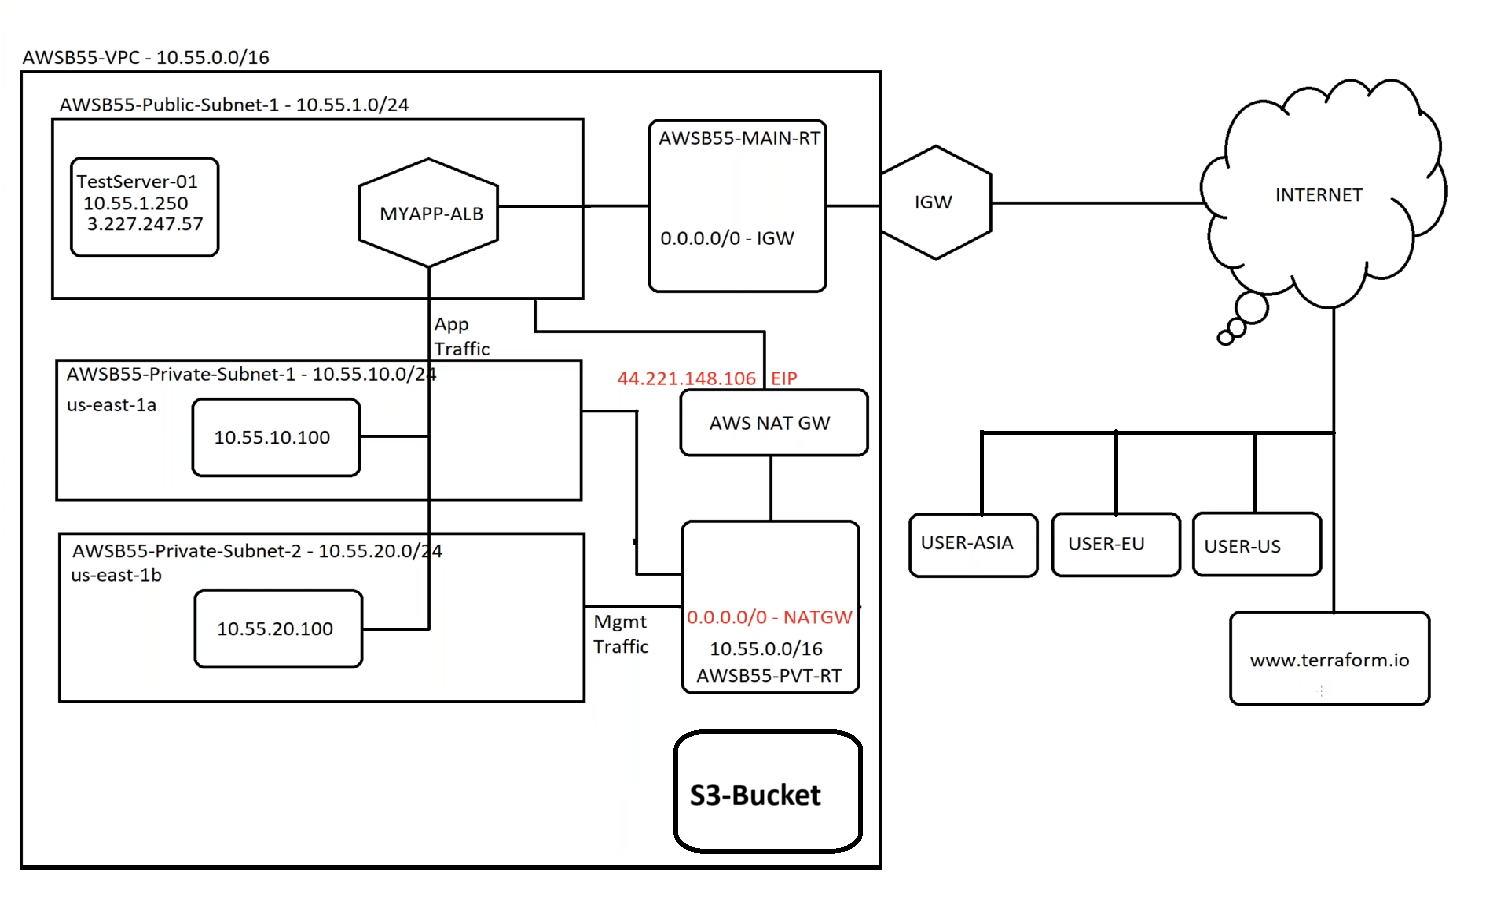 AWSB55-VPC - 10.55.0.0/16
AWSB55-Public-Subnet-1 - 10.55.1.0/24
TestServer-01
10.55.1.250
3.227.247.57
MYAPP-ALB
AWSB55-MAIN-RT
0.0.0.0/0 - IGW
IGW
INTERNET
App
Traffic
AWSB55-Private-Subnet-1 - 10.55.10.0/24
us-east-1a
10.55.10.100
44.221.148.106 EIP
AWS NAT GW
AWSB55-Private-Subnet-2 - 10.55.20.0/24
us-east-1b
10.55.20.100
Mgmt
Traffic
0.0.0.0/0 - NATGW
10.55.0.0/16
AWSB55-PVT-RT
USER-ASIA
USER-EU
USER-US
www.terraform.io
S3-Bucket